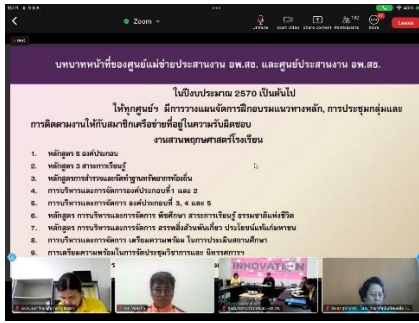 Zoom
Unmute
Start Video
Share Content
Participants
More
Leave
บทบาทหน้าที่ของศูนย์แม่ข่ายประสานงาน อพ.สธ. และศูนย์ประสานงาน อพ.สธ.
ในปีงบประมาณ 2570 เป็นต้นไป
ให้ทุกศูนย์ฯ มีการวางแผนจัดการฝึกอบรมแนวทางหลัก, การประชุมกลุ่มและ
การติดตามงานให้กับสมาชิกเครือข่ายที่อยู่ในความรับผิดชอบ
งานสวนพฤกษศาสตร์โรงเรียน
1. หลักสูตร 5 องค์ประกอบ
2. หลักสูตร 3 สาระการเรียนรู้
3. หลักสูตรการสำรวจและจัดทำฐานทรัพยากรท้องถิ่น
4. การบริหารและการจัดการองค์ประกอบที่ 1 และ 2
5. การบริหารและการจัดการ องค์ประกอบที่ 3, 4 และ 5
6. หลักสูตร การบริหารและการจัดการ พืชศึกษา สาระการเรียนรู้ ธรรมชาติแห่งชีวิต
7. หลักสูตร การบริหารและการจัดการ สรรพสิ่งล้วนพันเกี่ยว ประโยชน์แท้แก่มหาชน
8. การบริหารและการจัดการ เตรียมความพร้อม ในการประเมินสถานศึกษา
9. การเตรียมความพร้อมในการจัดประชุมวิชาการและ นิทรรศการฯ
INNOVATION